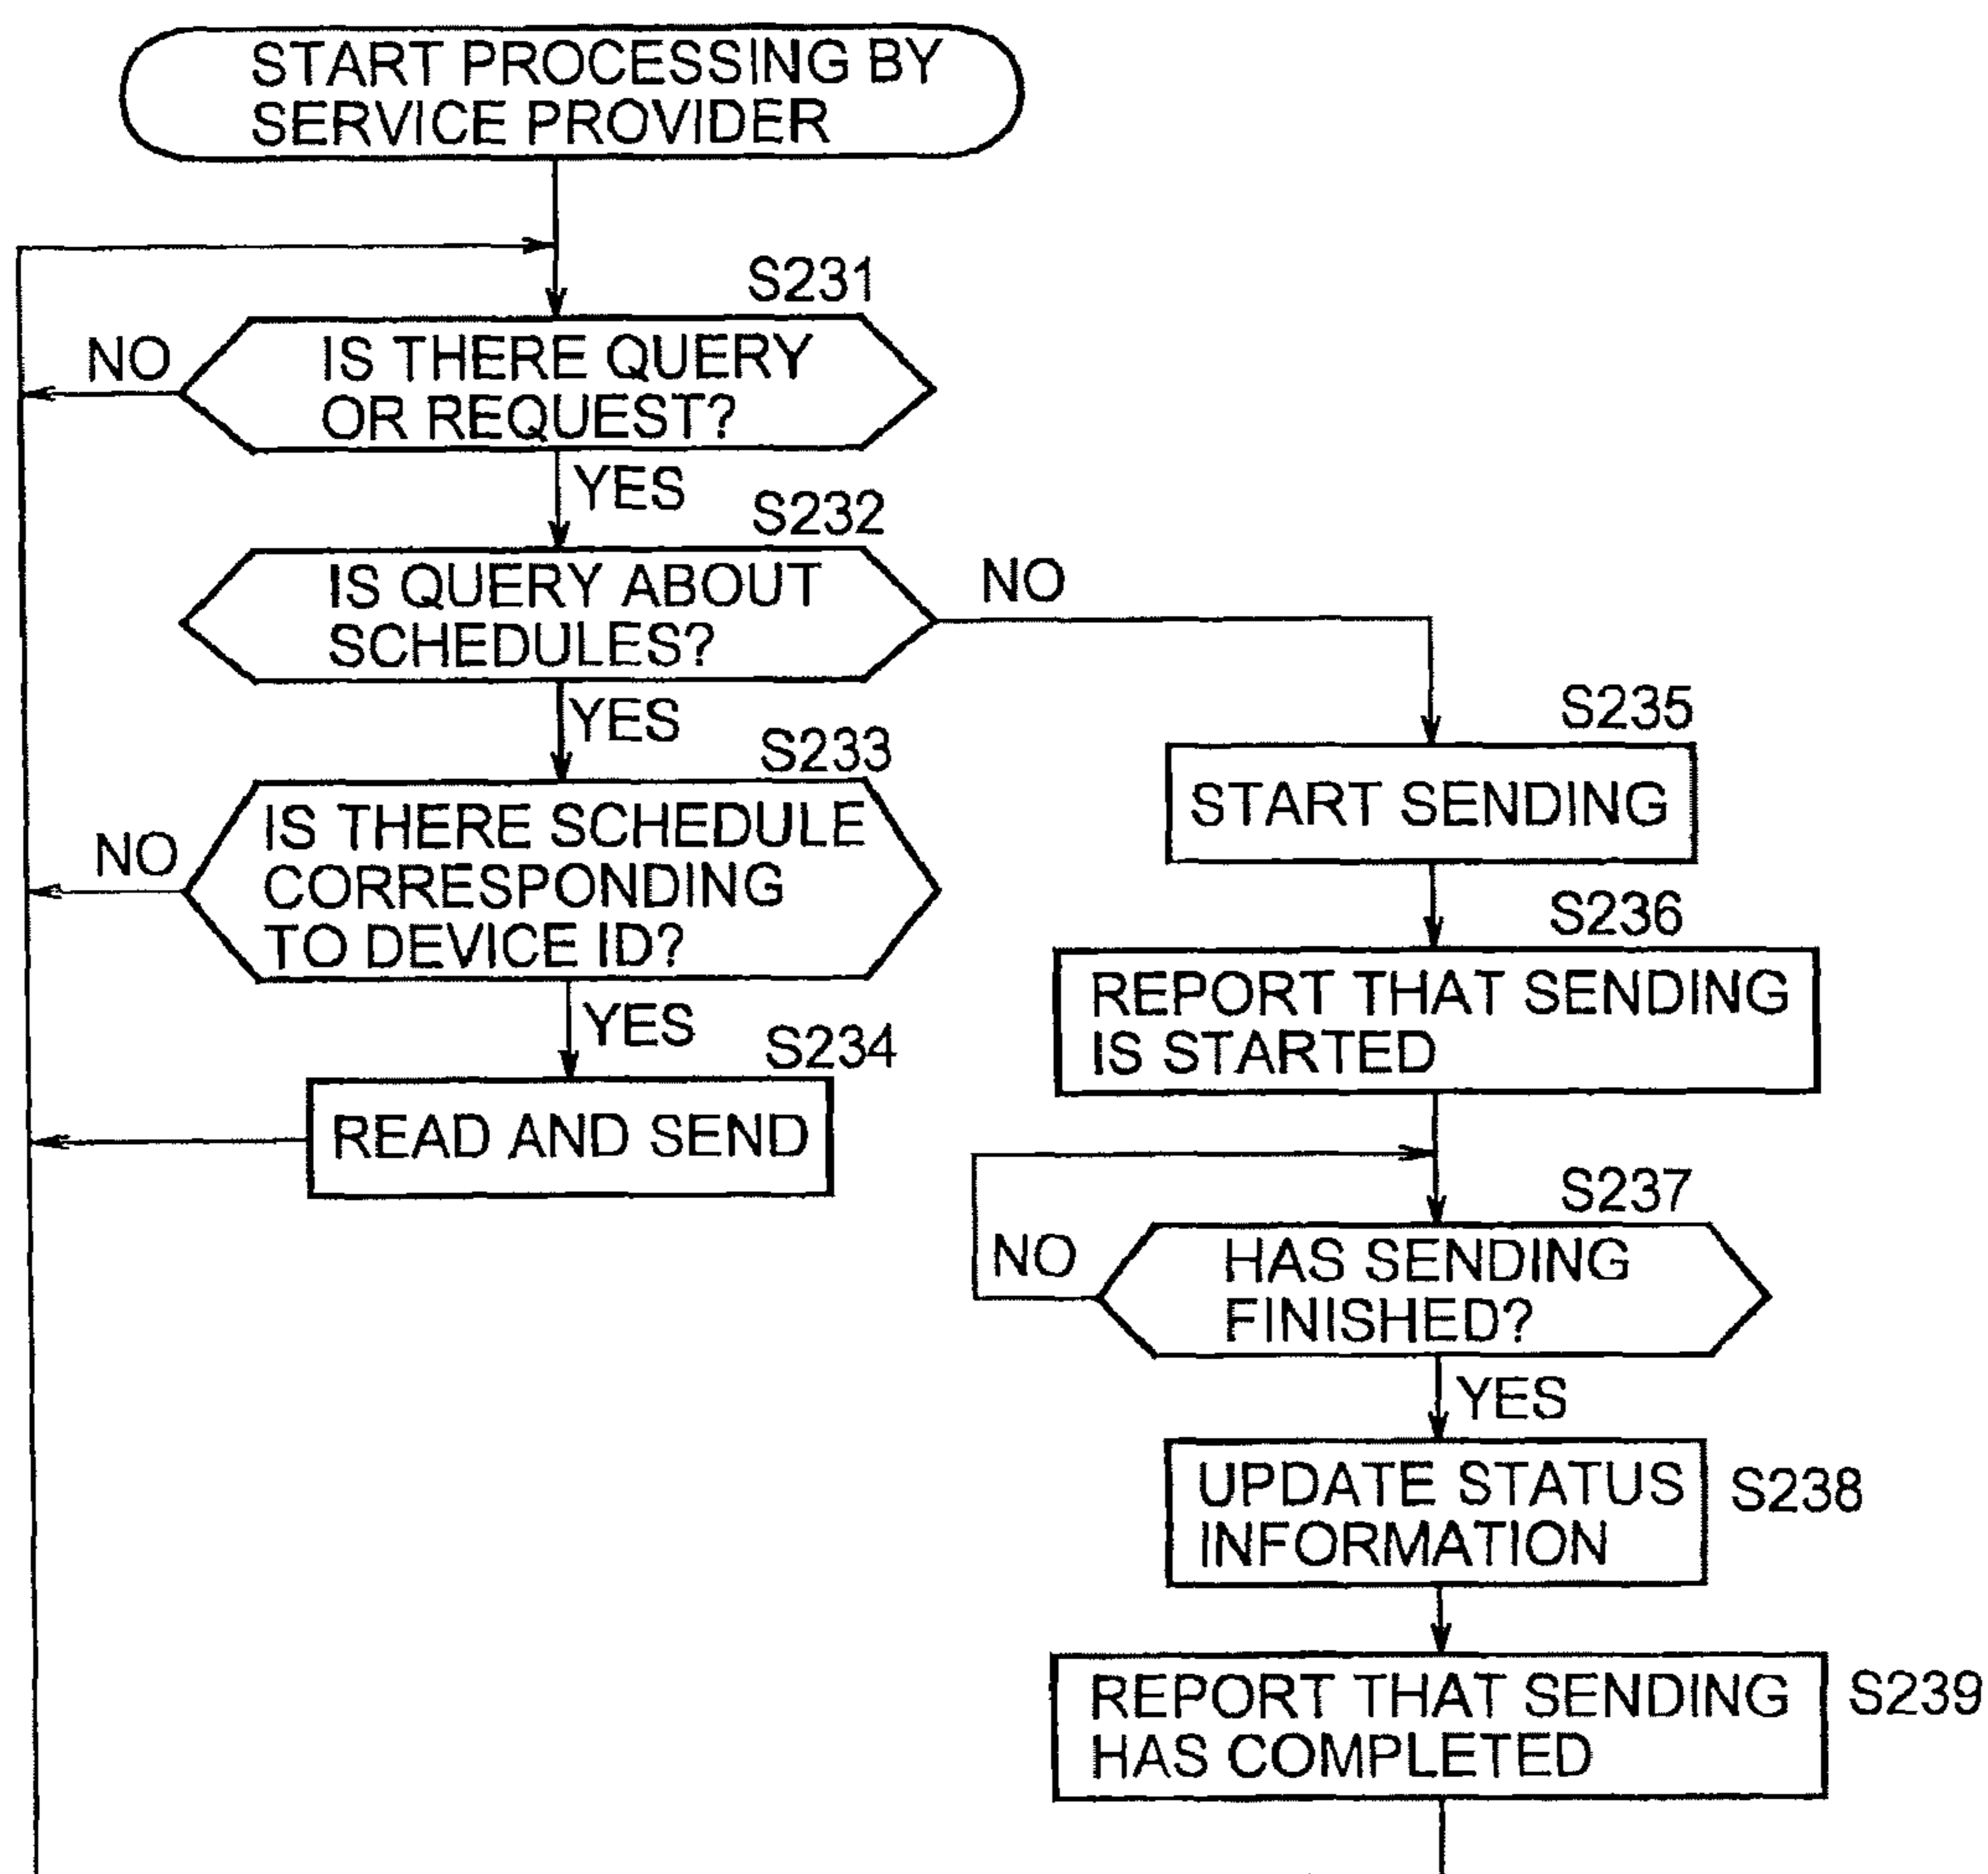 START PROCESSING BY
SERVICE PROVIDER
S231
NO
IS THERE QUERY
OR REQUEST?
YES
S232
IS QUERY ABOUT
SCHEDULES?
NO
YES
S233
NO
IS THERE SCHEDULE
CORRESPONDING
TO DEVICE ID?
YES
S234
READ AND SEND
S235
START SENDING
S236
REPORT THAT SENDING
IS STARTED
S237
NO
HAS SENDING
FINISHED?
YES
UPDATE STATUS
INFORMATION
S238
REPORT THAT SENDING
HAS COMPLETED
S239